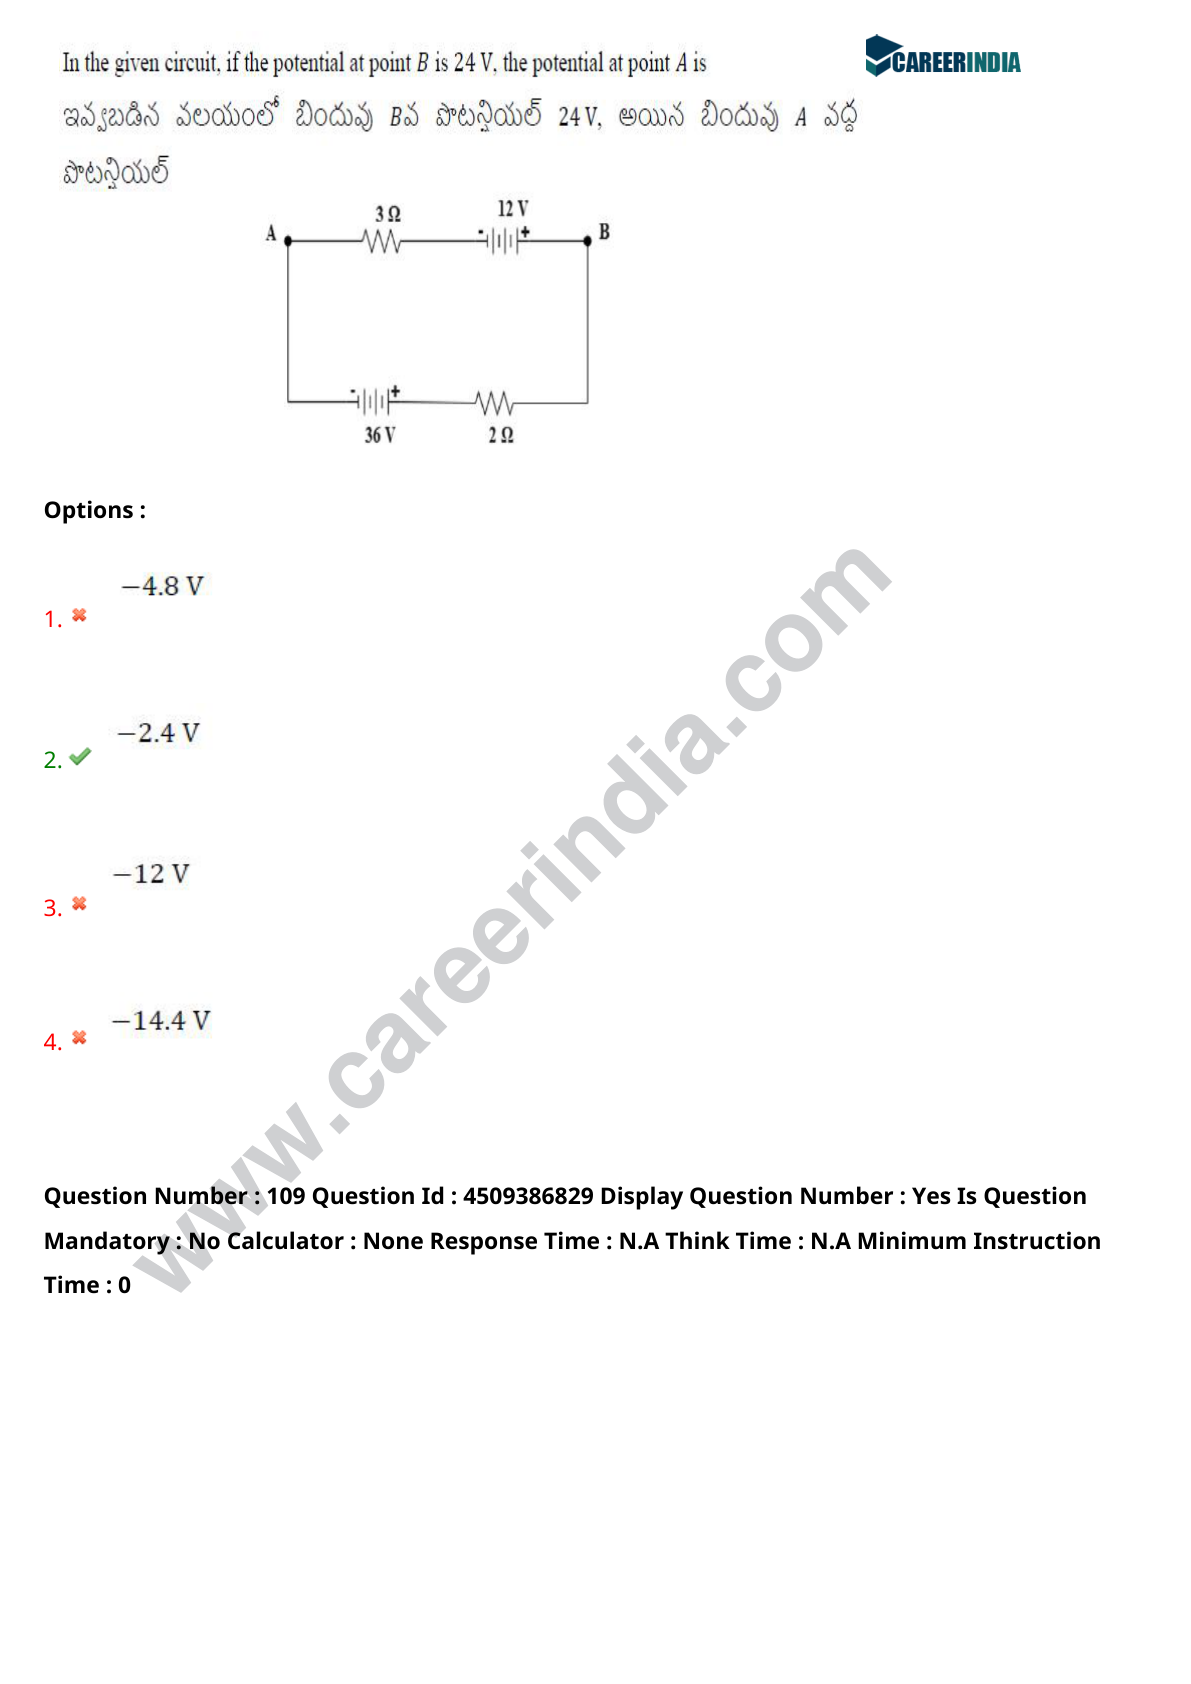 In the given circuit, if the potential at point B is 24 V, the potential at point A is
CAREERINDIA
ఇవ్వబడిన వలయంలో బిందువు B వ పొటన్షియల్ 24 V, అయిన బిందువు A వద్ద
పొటన్షియల్
3 Ω
12 V
A
- +
B
- +
36 V
2 Ω
Options :
−4.8 V
1.
−2.4 V
2.
−12 V
3.
−14.4 V
4.
www.careerindia.com
Question Number : 109 Question Id : 4509386829 Display Question Number : Yes Is Question
Mandatory : No Calculator : None Response Time : N.A Think Time : N.A Minimum Instruction
Time : 0